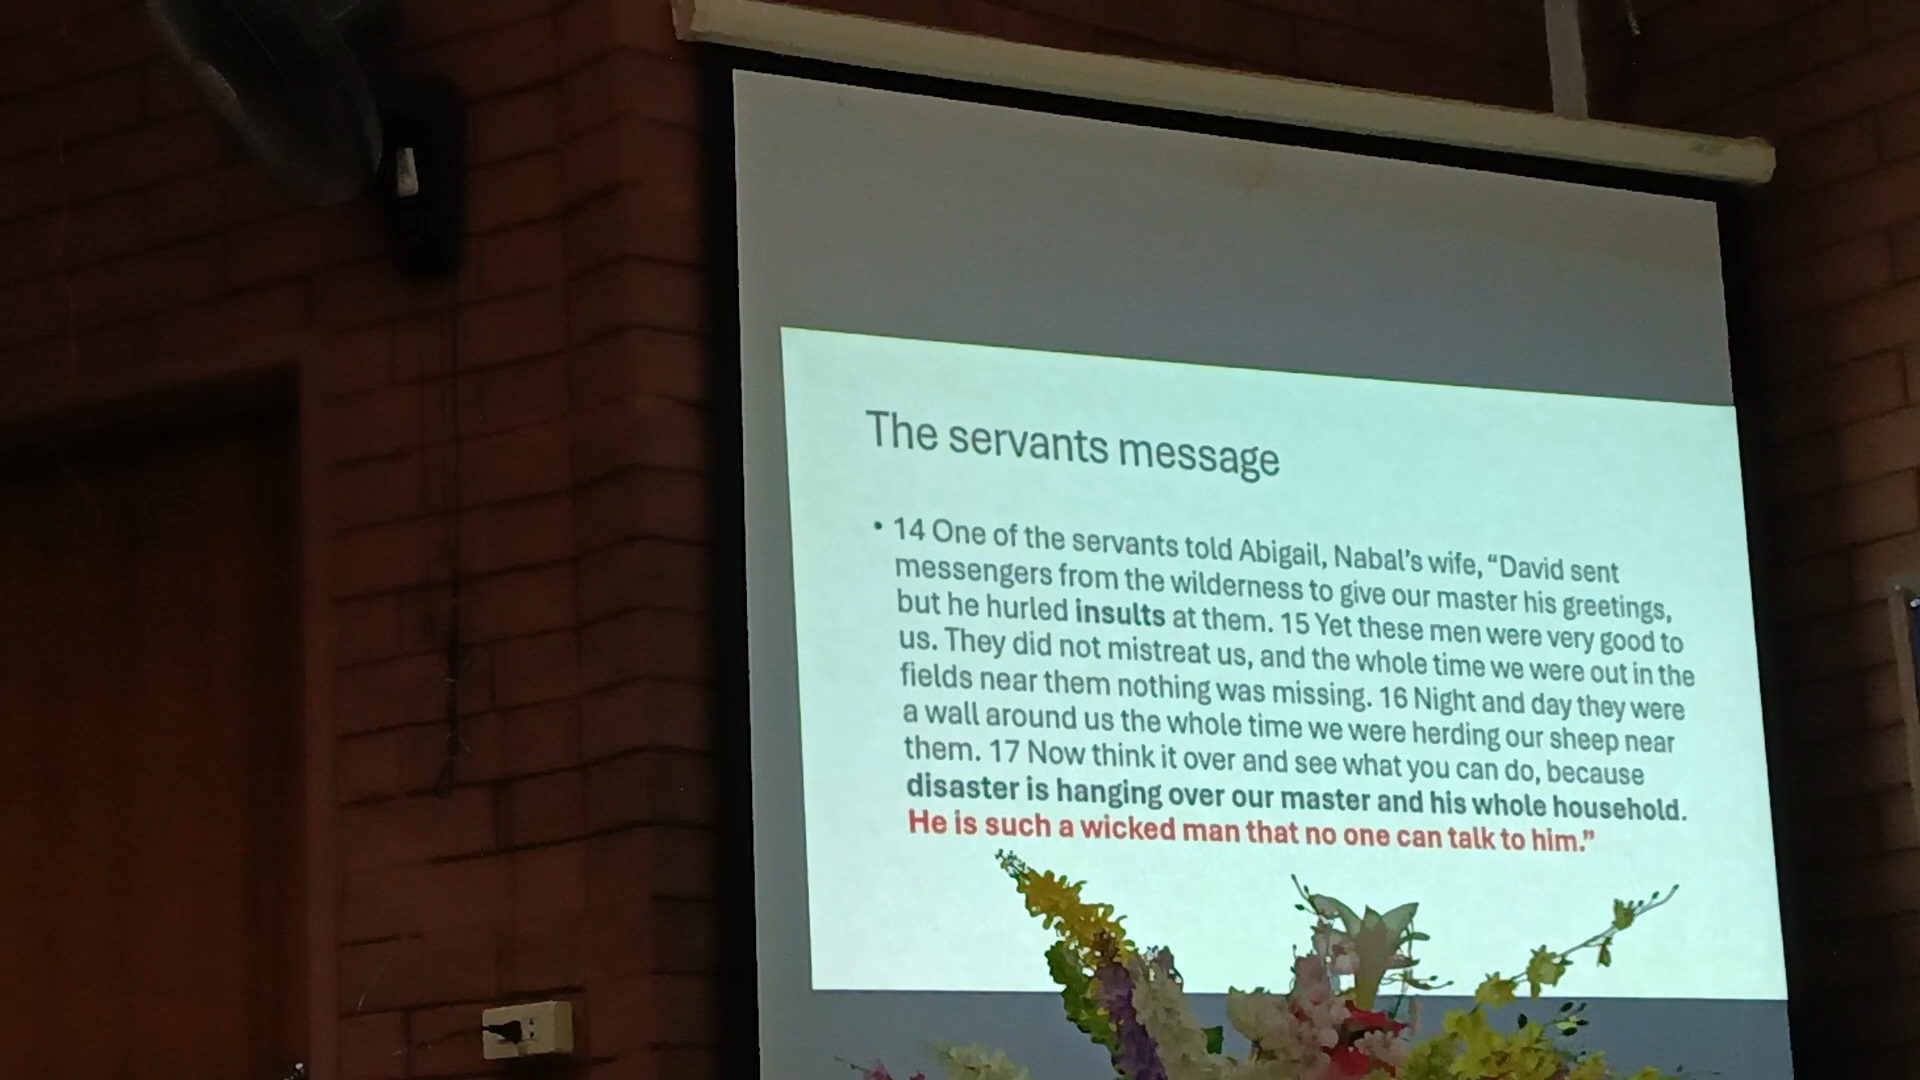 The servants message
• 14 One of the servants told Abigail, Nabal's wife, “David sent
messengers from the wilderness to give our master his greetings,
but he hurled insults at them. 15 Yet these men were very good to
us. They did not mistreat us, and the whole time we were out in the
fields near them nothing was missing. 16 Night and day they were
a wall around us the whole time we were herding our sheep near
them. 17 Now think it over and see what you can do, because
disaster is hanging over our master and his whole household.
He is such a wicked man that no one can talk to him.”